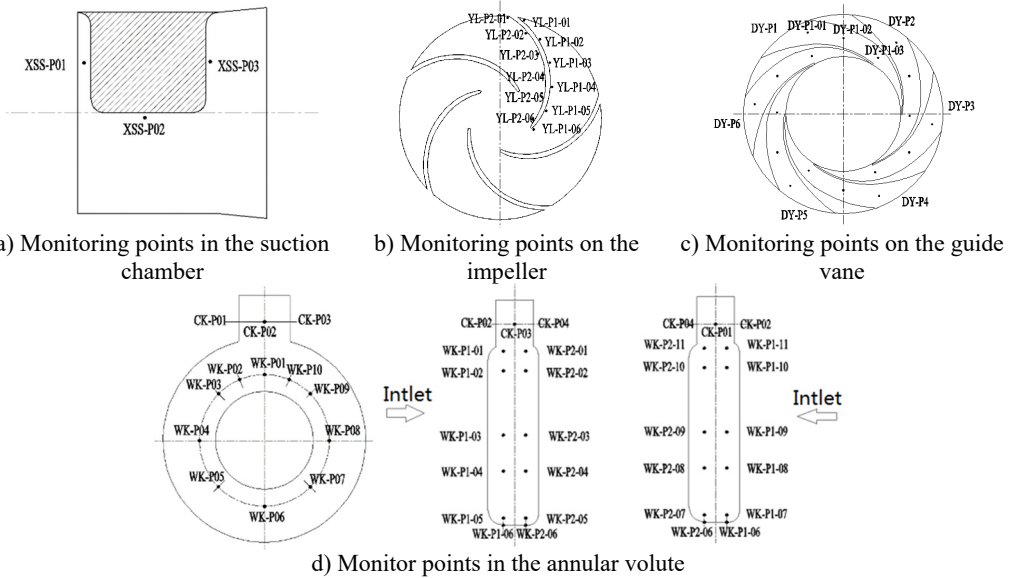 XSS-P01
XSS-P03
XSS-P02
a) Monitoring points in the suction
chamber
YL-P2-01
YL-P1-01
YL-P2-02
YL-P1-02
YL-P2-03
YL-P1-03
YL-P2-04
YL-P1-04
YL-P2-05
YL-P1-05
YL-P2-06
YL-P1-06
b) Monitoring points on the
impeller
DY-P1
DY-P1-01
DY-P1-02
DY-P2
DY-P1-03
DY-P3
DY-P6
DY-P4
DY-P5
c) Monitoring points on the guide
vane
CK-P01
CK-P03
CK-P02
WK-P01
WK-P02
WK-P10
WK-P03
WK-P09
WK-P04
WK-P08
WK-P05
WK-P07
WK-P06
Intlet
CK-P02
CK-P04
CK-P03
WK-P1-01
WK-P2-01
WK-P1-02
WK-P2-02
WK-P1-03
WK-P2-03
WK-P1-04
WK-P2-04
WK-P1-05
WK-P2-05
WK-P1-06
WK-P2-06
CK-P04
CK-P02
CK-P01
WK-P2-11
WK-P1-11
WK-P2-10
WK-P1-10
WK-P2-09
WK-P1-09
WK-P2-08
WK-P1-08
WK-P2-07
WK-P1-07
WK-P2-06
WK-P1-06
Intlet
d) Monitor points in the annular volute